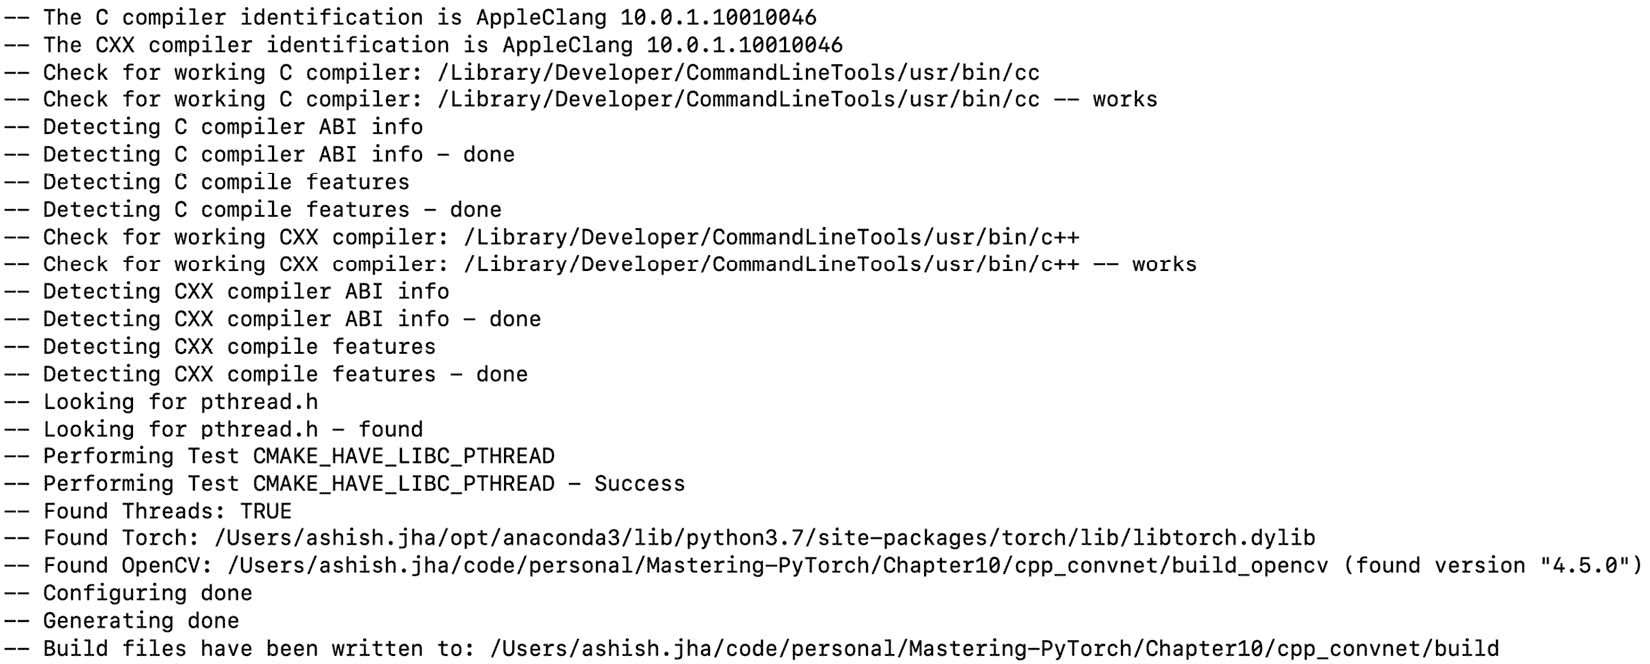 -- The C compiler identification is AppleClang 10.0.1.10010046
-- The CXX compiler identification is AppleClang 10.0.1.10010046
-- Check for working C compiler: /Library/Developer/CommandLineTools/usr/bin/cc
-- Check for working C compiler: /Library/Developer/CommandLineTools/usr/bin/cc -- works
-- Detecting C compiler ABI info
-- Detecting C compiler ABI info - done
-- Detecting C compile features
-- Detecting C compile features - done
-- Check for working CXX compiler: /Library/Developer/CommandLineTools/usr/bin/c++
-- Check for working CXX compiler: /Library/Developer/CommandLineTools/usr/bin/c++ -- works
-- Detecting CXX compiler ABI info
-- Detecting CXX compiler ABI info - done
-- Detecting CXX compile features
-- Detecting CXX compile features - done
-- Looking for pthread.h
-- Looking for pthread.h - found
-- Performing Test CMAKE_HAVE_LIBC_PTHREAD
-- Performing Test CMAKE_HAVE_LIBC_PTHREAD - Success
-- Found Threads: TRUE
-- Found Torch: /Users/ashish.jha/opt/anaconda3/lib/python3.7/site-packages/torch/lib/libtorch.dylib
-- Found OpenCV: /Users/ashish.jha/code/personal/Mastering-PyTorch/Chapter10/cpp_convnet/build_opencv (found version "4.5.0")
-- Configuring done
-- Generating done
-- Build files have been written to: /Users/ashish.jha/code/personal/Mastering-PyTorch/Chapter10/cpp_convnet/build